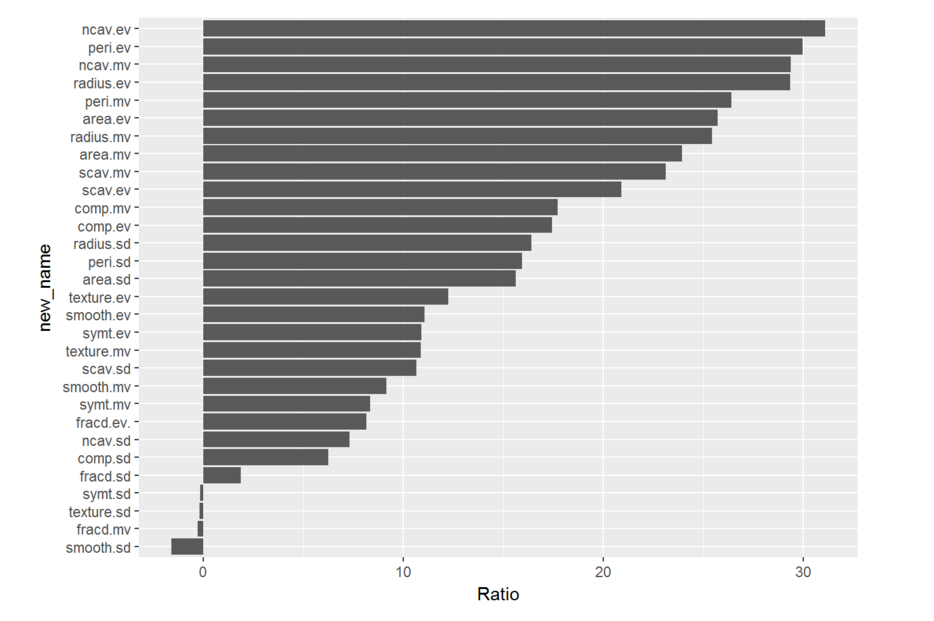 ncav.ev
peri.ev
ncav.mv
radius.ev
peri.mv
area.ev
radius.mv
area.mv
scav.mv
scav.ev
comp.mv
comp.ev
radius.sd
peri.sd
area.sd
texture.ev
smooth.ev
symt.ev
texture.mv
scav.sd
smooth.mv
symt.mv
fracd.ev.
ncav.sd
comp.sd
fracd.sd
symt.sd
texture.sd
fracd.mv
smooth.sd
new_name
0 10 20 30
Ratio